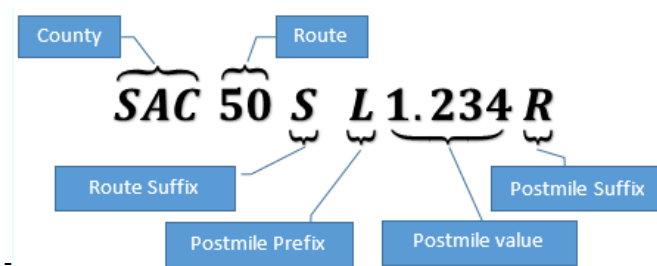 County
Route
SAC 50 S L 1.234 R
Route Suffix
Postmile Suffix
Postmile Prefix
Postmile value